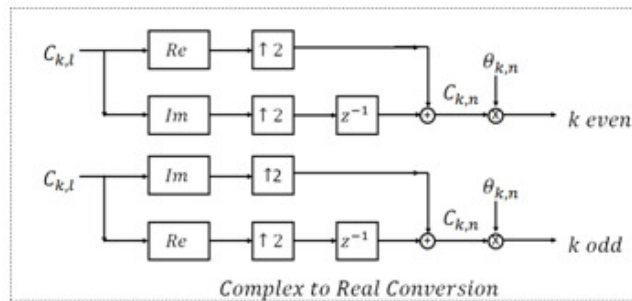 C_{k,l} Re ↑ 2
θ_{k,n}
Im ↑ 2 z⁻¹ + C_{k,n} × k even
C_{k,l} Im ↑2
θ_{k,n}
Re ↑ 2 z⁻¹ + C_{k,n} × k odd
Complex to Real Conversion